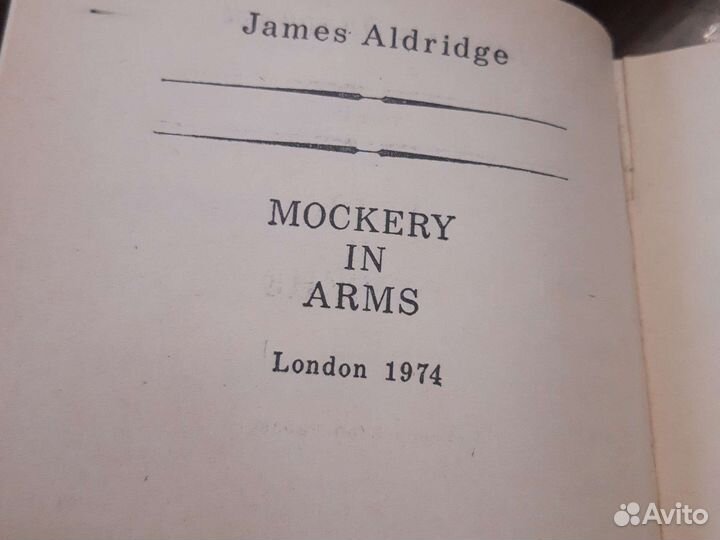 James Aldridge
MOCKERY
IN
ARMS
London 1974
Avito